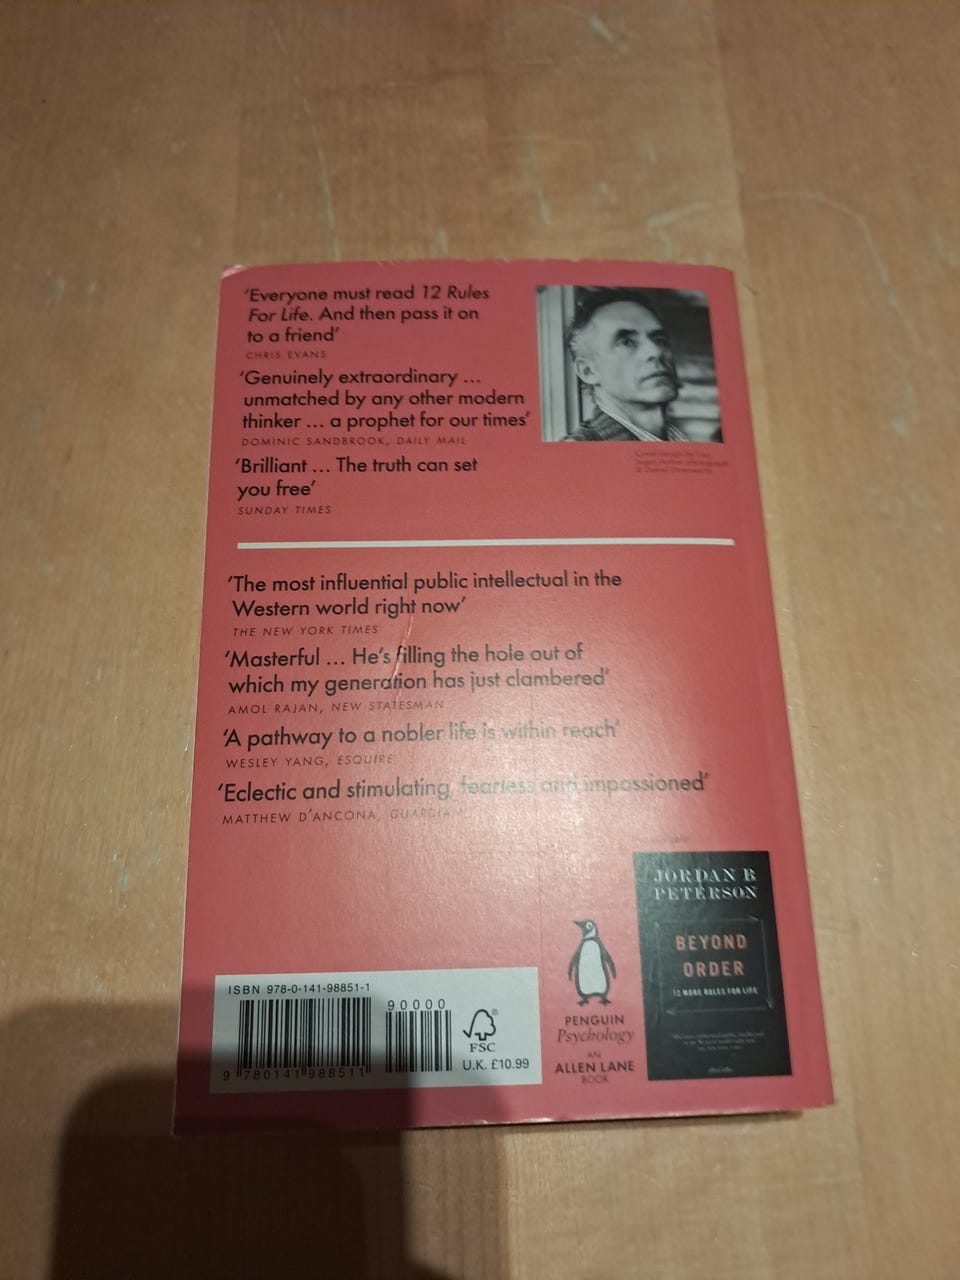 ‘Everyone must read 12 Rules
For Life. And then pass it on
to a friend’
CHRIS EVANS
‘Genuinely extraordinary ...
unmatched by any other modern
thinker ... a prophet for our times’
DOMINIC SANDBROOK, DAILY MAIL
‘Brilliant ... The truth can set
you free’
SUNDAY TIMES
‘The most influential public intellectual in the
Western world right now’
THE NEW YORK TIMES
‘Masterful ... He’s filling the hole out of
which my generation has just clambered’
AMOL RAJAN, NEW STATESMAN
‘A pathway to a nobler life is within reach’
WESLEY YANG, ESQUIRE
‘Eclectic and stimulating, fearless and impassioned’
MATTHEW D’ANCONA, GUARDIAN
JORDAN B
PETERSON
BEYOND
ORDER
12 MORE RULES FOR LIFE
PENGUIN
Psychology
AN
ALLEN LANE
BOOK
ISBN 978-0-141-98851-1
90000
FSC
U.K. £10.99
9 780141 988511